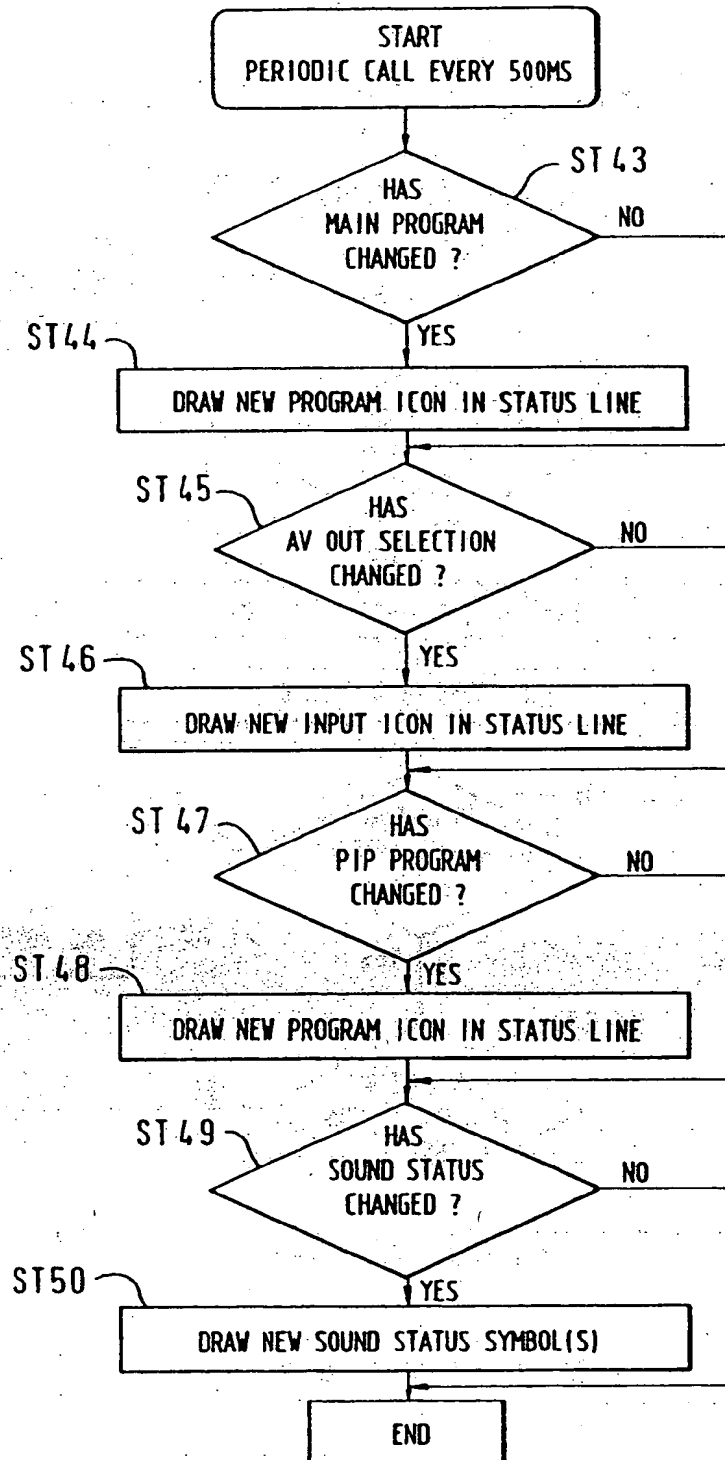 START
PERIODIC CALL EVERY 500MS
ST 43
HAS
MAIN PROGRAM
CHANGED ?
NO
YES
ST44
DRAW NEW PROGRAM ICON IN STATUS LINE
ST 45
HAS
AV OUT SELECTION
CHANGED ?
NO
YES
ST 46
DRAW NEW INPUT ICON IN STATUS LINE
ST 47
HAS
PIP PROGRAM
CHANGED ?
NO
YES
ST 48
DRAW NEW PROGRAM ICON IN STATUS LINE
ST 49
HAS
SOUND STATUS
CHANGED ?
NO
YES
ST50
DRAW NEW SOUND STATUS SYMBOL(S)
END